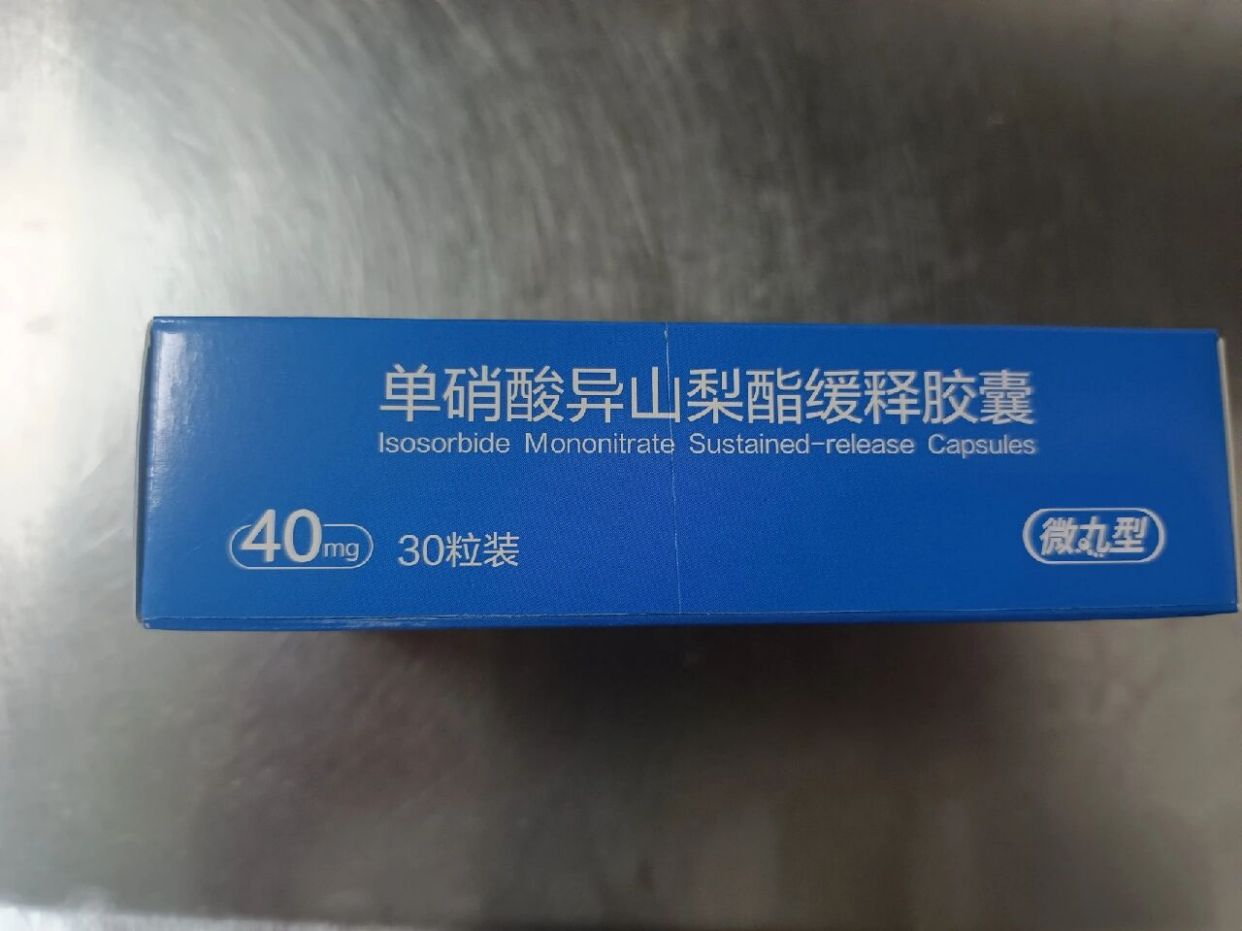 单硝酸异山梨酯缓释胶囊
Isosorbide Mononitrate Sustained-release Capsules
40mg 30粒装
微丸型